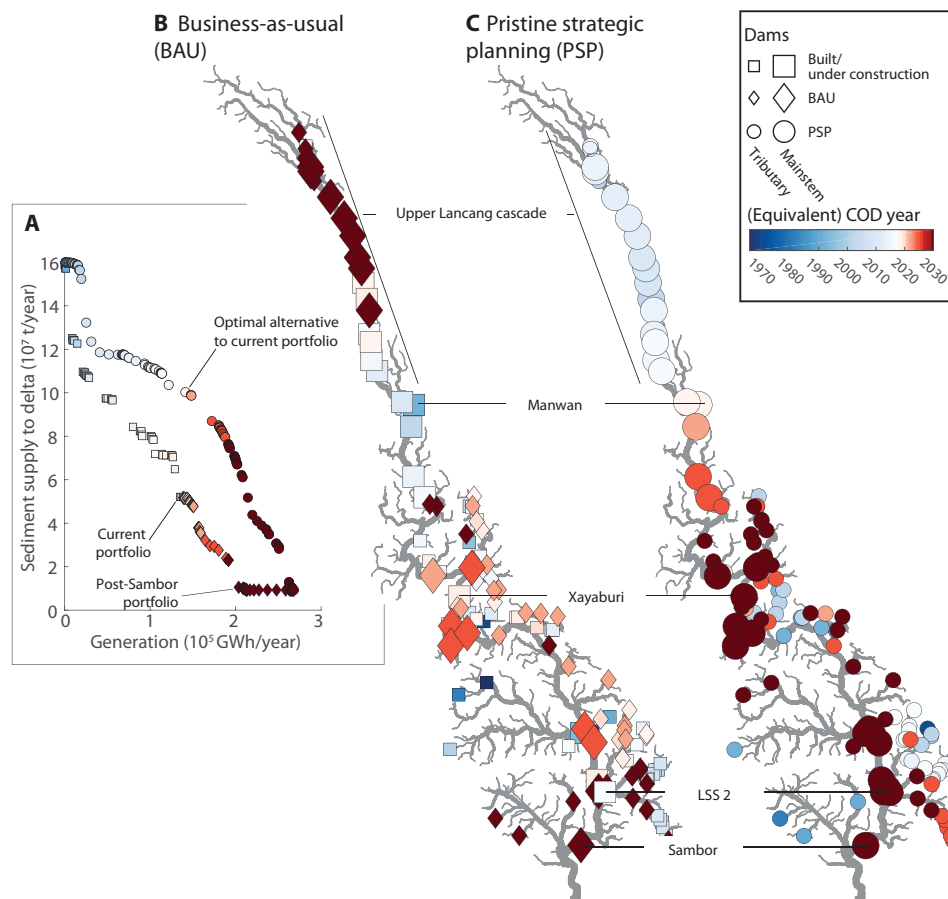 B Business-as-usual
(BAU)
C Pristine strategic
planning (PSP)
Dams
Built/
under construction
BAU
PSP
Tributary
Mainstem
(Equivalent) COD year
1970
1980
1990
2000
2010
2020
2030
Upper Lancang cascade
A
16
14
12
10
8
6
4
2
0
Sediment supply to delta (10⁷ t/year)
Optimal alternative
to current portfolio
Current
portfolio
Post-Sambor
portfolio
0 1 2 3
Generation (10⁵ GWh/year)
Manwan
Xayaburi
LSS 2
Sambor